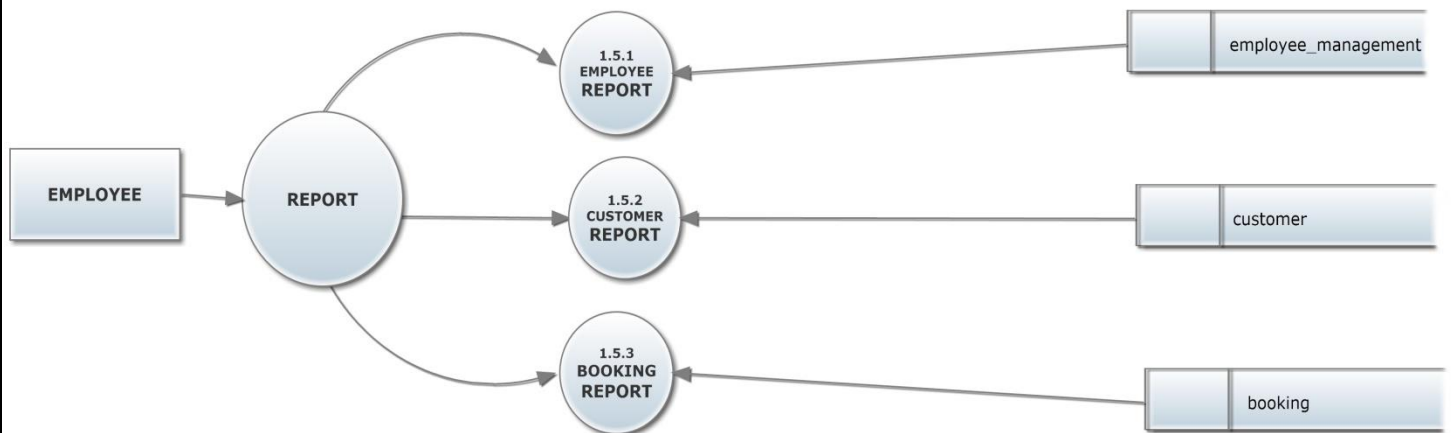 EMPLOYEE
REPORT
1.5.1
EMPLOYEE
REPORT
employee_management
1.5.2
CUSTOMER
REPORT
customer
1.5.3
BOOKING
REPORT
booking